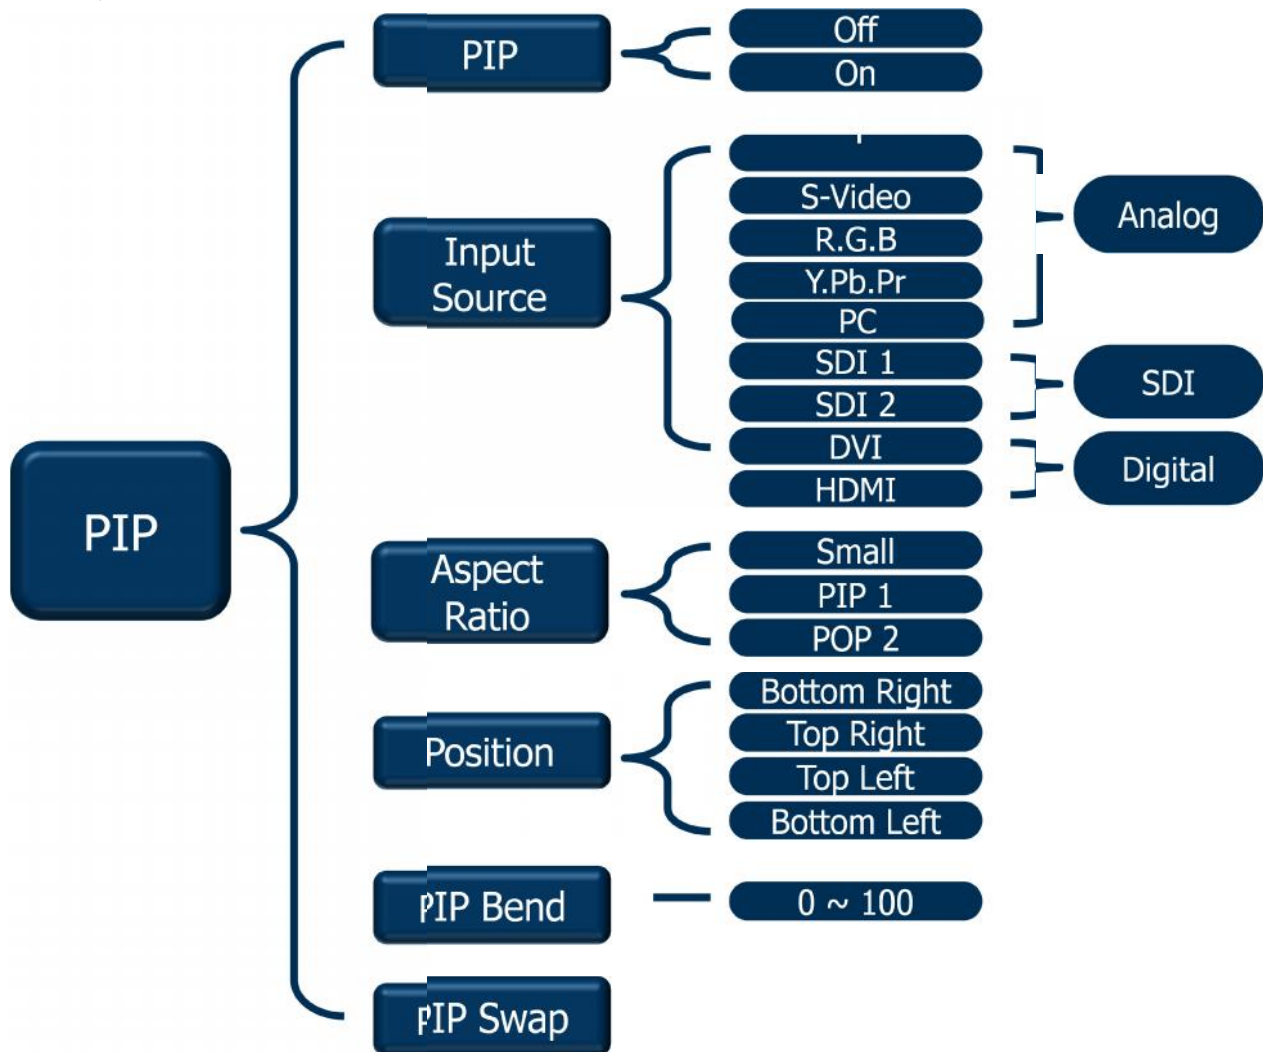 PIP
PIP
Off
On
Input
Source
S-Video
R.G.B
Y.Pb.Pr
PC
SDI 1
SDI 2
DVI
HDMI
Analog
SDI
Digital
Aspect
Ratio
Small
PIP 1
POP 2
Position
Bottom Right
Top Right
Top Left
Bottom Left
PIP Bend
0 ~ 100
PIP Swap